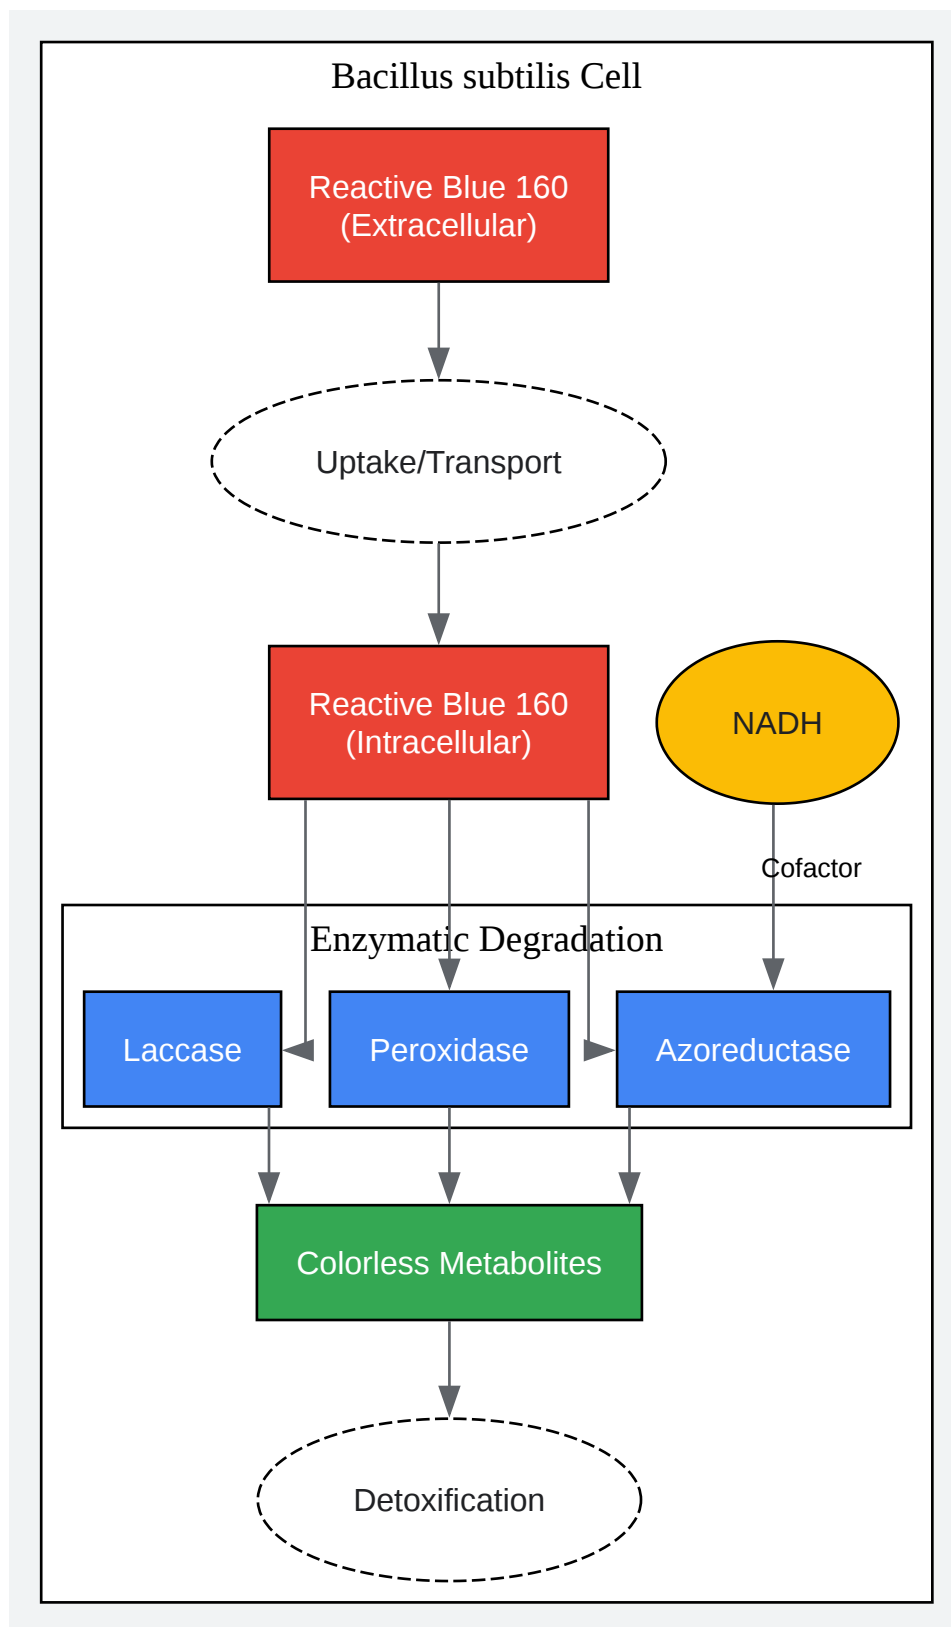 Bacillus subtilis Cell
Reactive Blue 160
(Extracellular)
Uptake/Transport
Reactive Blue 160
(Intracellular)
NADH
Cofactor
Enzymatic Degradation
Laccase
Peroxidase
Azoreductase
Colorless Metabolites
Detoxification